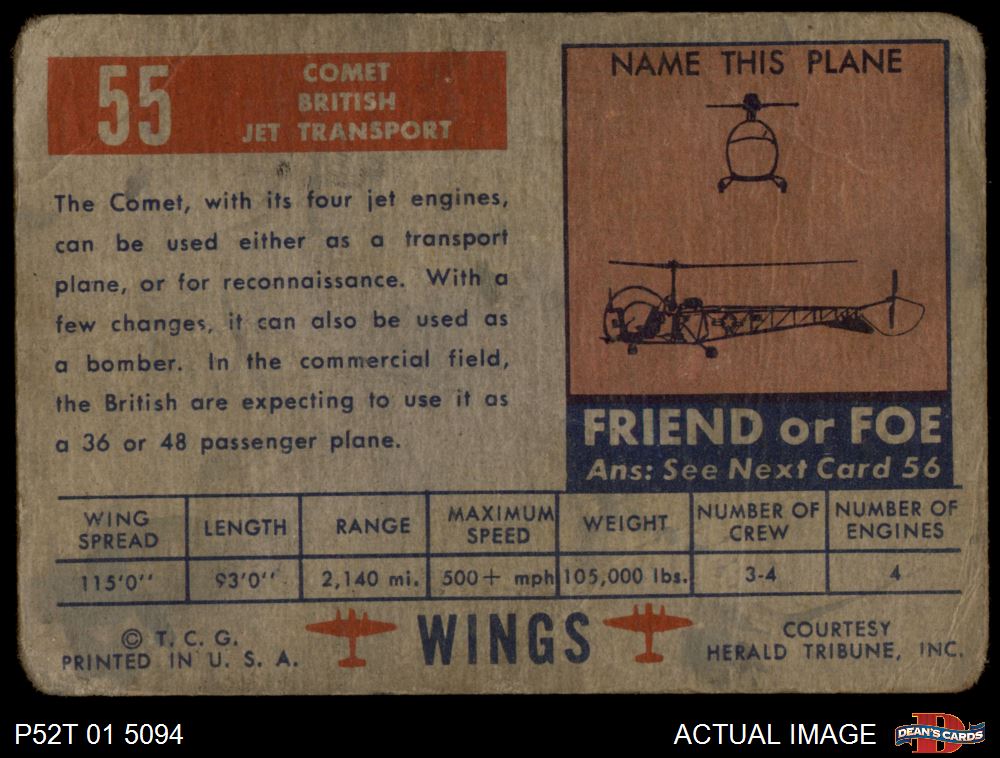 55
COMET
BRITISH
JET TRANSPORT
The Comet, with its four jet engines,
can be used either as a transport
plane, or for reconnaissance. With a
few changes, it can also be used as
a bomber. In the commercial field,
the British are expecting to use it as
a 36 or 48 passenger plane.
NAME THIS PLANE
FRIEND or FOE
Ans: See Next Card 56
WING SPREAD LENGTH RANGE MAXIMUM SPEED WEIGHT NUMBER OF CREW NUMBER OF ENGINES
115'0'' 93'0'' 2,140 mi. 500+ mph 105,000 lbs. 3-4 4
© T. C. G.
PRINTED IN U. S. A.
WINGS
COURTESY
HERALD TRIBUNE, INC.
P52T 01 5094
ACTUAL IMAGE
D
DEAN'S CARDS